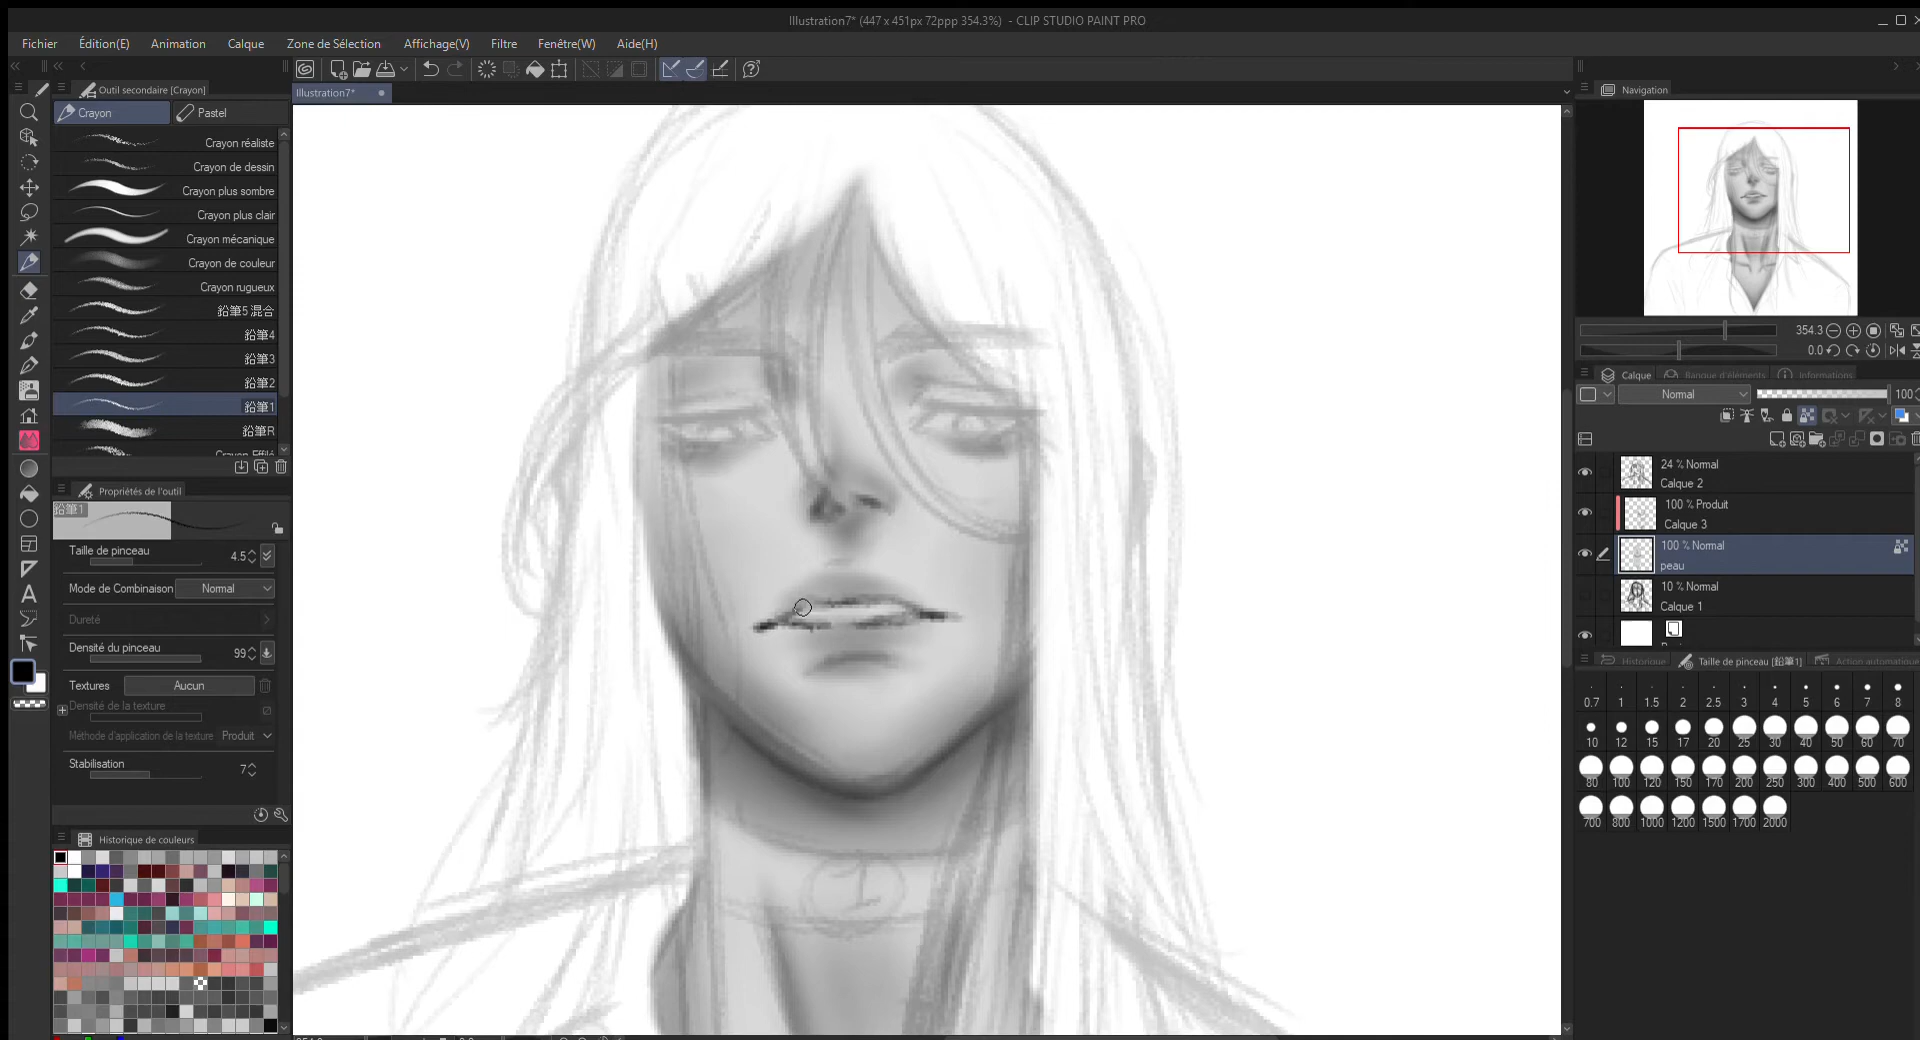 Illustration7* (447 x 451px 72ppp 354.3%) - CLIP STUDIO PAINT PRO
Fichier Édition(E) Animation Calque Zone de Sélection Affichage(V) Filtre Fenêtre(W) Aide(H)
Outil secondaire [Crayon]
Crayon Pastel
Crayon réaliste
Crayon de dessin
Crayon plus sombre
Crayon plus clair
Crayon mécanique
Crayon de couleur
Crayon rugueux
鉛筆5 混合
鉛筆4
鉛筆3
鉛筆2
鉛筆1
鉛筆R
Crayon Effilé
Propriétés de l'outil
鉛筆1
Taille de pinceau 4.5
Mode de Combinaison Normal
Dureté
Densité du pinceau 99
Textures Aucun
Densité de la texture
Méthode d'application de la texture Produit
Stabilisation 7
Historique de couleurs
Illustration7*
Navigation
354.3
0.0
Calque Banque d'éléments Informations
Normal 100
24 % Normal
Calque 2
100 % Produit
Calque 3
100 % Normal
peau
10 % Normal
Calque 1
Historique Taille de pinceau [鉛筆1] Action automatique
0.7 1 1.5 2 2.5 3 4 5 6 7 8
10 12 15 17 20 25 30 40 50 60 70
80 100 120 150 170 200 250 300 400 500 600
700 800 1000 1200 1500 1700 2000